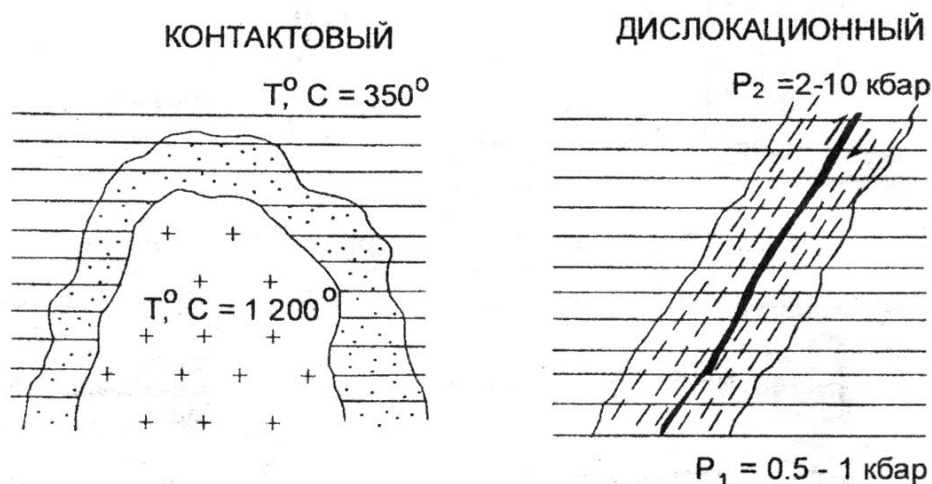 КОНТАКТОВЫЙ
T,° C = 350°
T,° C = 1 200°
ДИСЛОКАЦИОННЫЙ
P₂ =2-10 кбар
P₁ = 0.5 - 1 кбар